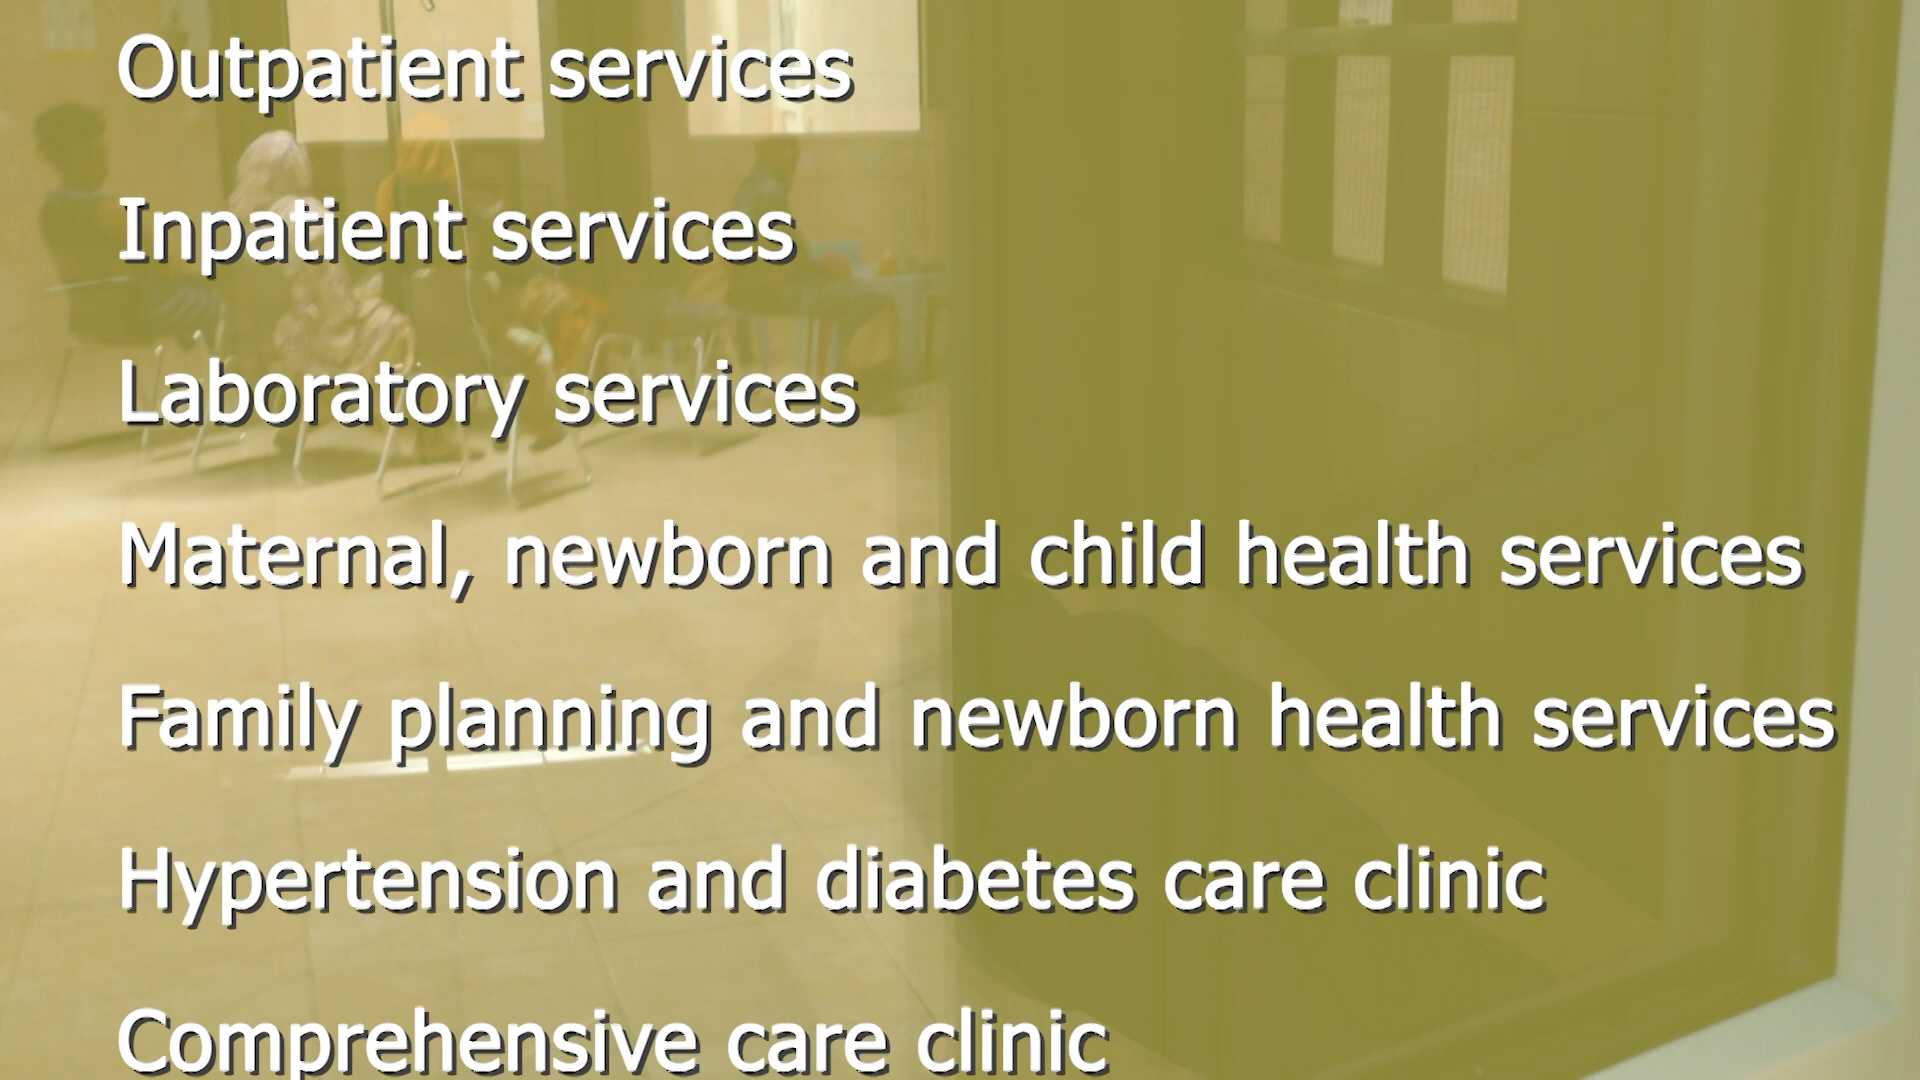 Outpatient services
Inpatient services
Laboratory services
Maternal, newborn and child health services
Family planning and newborn health services
Hypertension and diabetes care clinic
Comprehensive care clinic